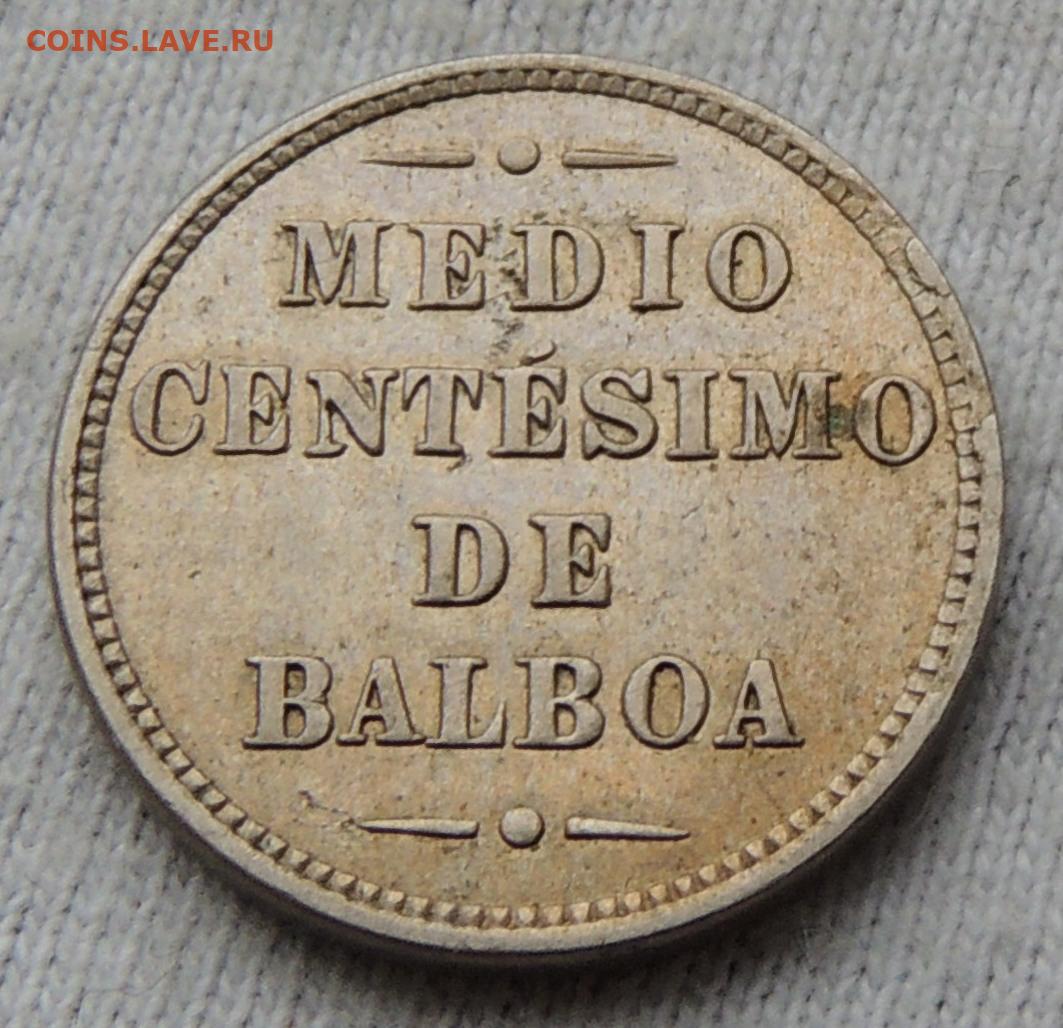 COINS.LAVE.RU
MEDIO
CENTÉSIMO
DE
BALBOA